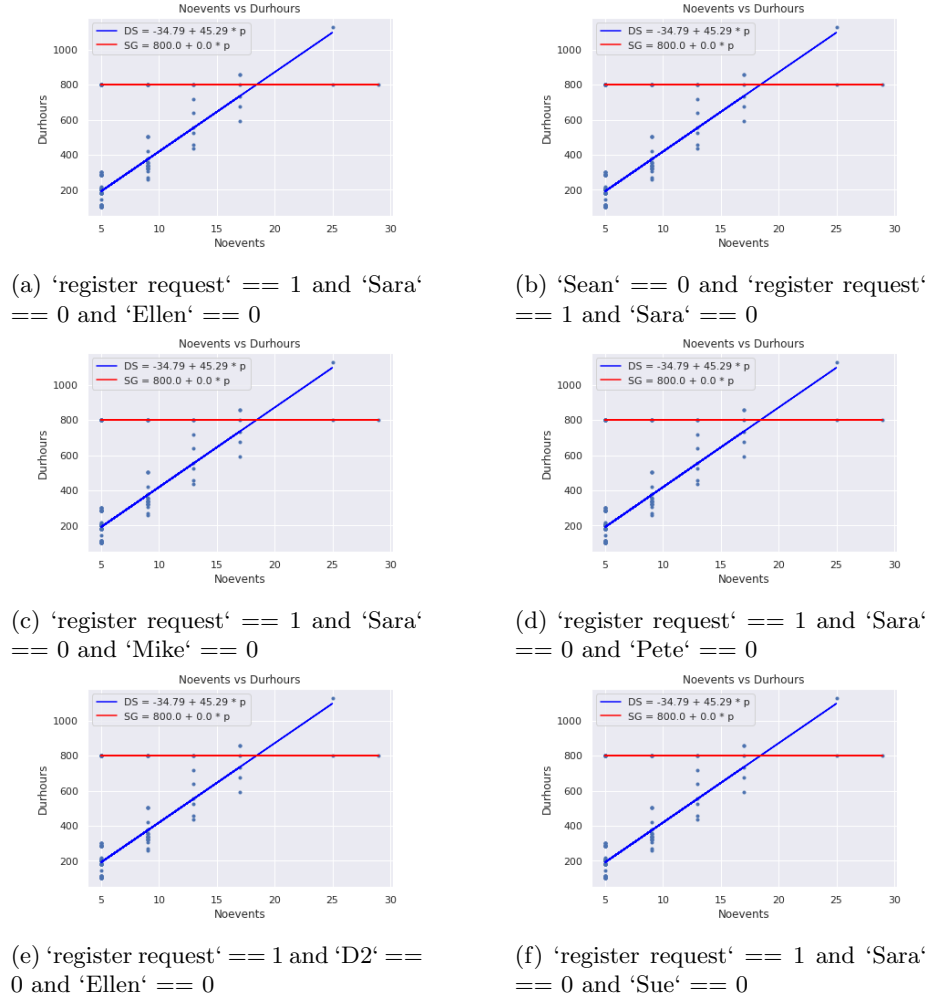 Noevents vs Durhours
Noevents vs Durhours
DS = -34.79 + 45.29 * p
SG = 800.0 + 0.0 * p
1000
800
600
400
200
Durhours
5 10 15 20 25 30
Noevents
DS = -34.79 + 45.29 * p
SG = 800.0 + 0.0 * p
1000
800
600
400
200
Durhours
5 10 15 20 25 30
Noevents
(a) ‘register request‘ == 1 and ‘Sara‘
== 0 and ‘Ellen‘ == 0
(b) ‘Sean‘ == 0 and ‘register request‘
== 1 and ‘Sara‘ == 0
Noevents vs Durhours
Noevents vs Durhours
DS = -34.79 + 45.29 * p
SG = 800.0 + 0.0 * p
1000
800
600
400
200
Durhours
5 10 15 20 25 30
Noevents
DS = -34.79 + 45.29 * p
SG = 800.0 + 0.0 * p
1000
800
600
400
200
Durhours
5 10 15 20 25 30
Noevents
(c) ‘register request‘ == 1 and ‘Sara‘
== 0 and ‘Mike‘ == 0
(d) ‘register request‘ == 1 and ‘Sara‘
== 0 and ‘Pete‘ == 0
Noevents vs Durhours
Noevents vs Durhours
DS = -34.79 + 45.29 * p
SG = 800.0 + 0.0 * p
1000
800
600
400
200
Durhours
5 10 15 20 25 30
Noevents
DS = -34.79 + 45.29 * p
SG = 800.0 + 0.0 * p
1000
800
600
400
200
Durhours
5 10 15 20 25 30
Noevents
(e) ‘register request‘ == 1 and ‘D2‘ ==
0 and ‘Ellen‘ == 0
(f) ‘register request‘ == 1 and ‘Sara‘
== 0 and ‘Sue‘ == 0